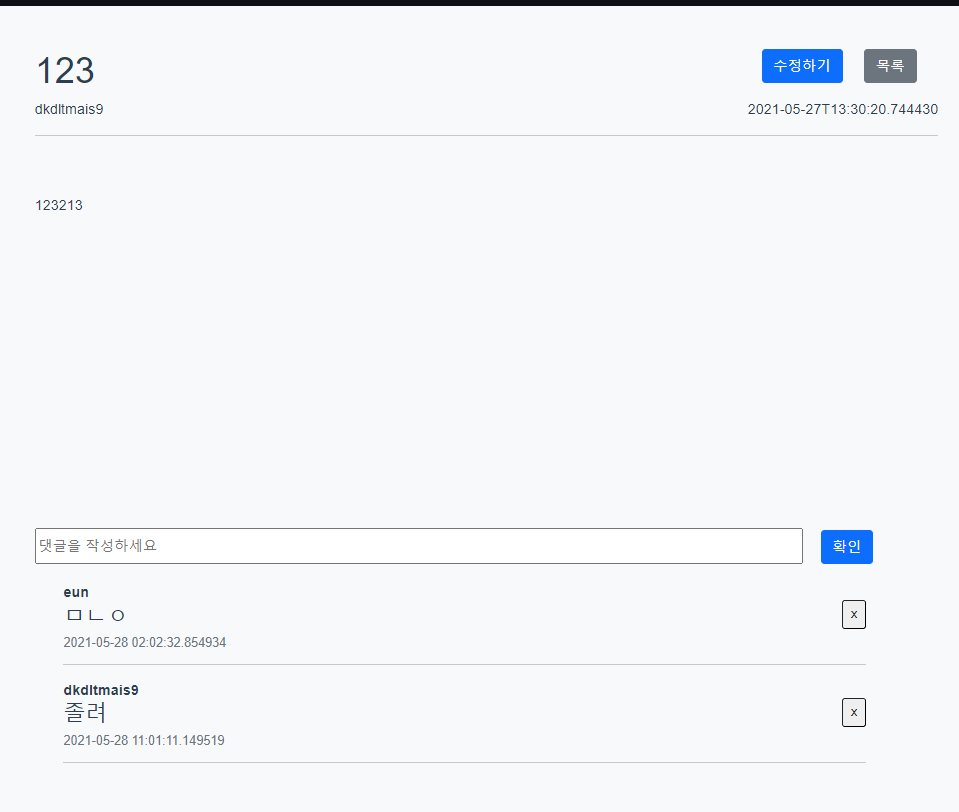 123
수정하기 목록
dkdltmais9 2021-05-27T13:30:20.744430
123213
댓글을 작성하세요 확인
eun
ㅁㄴㅇ x
2021-05-28 02:02:32.854934
dkdltmais9
졸려 x
2021-05-28 11:01:11.149519